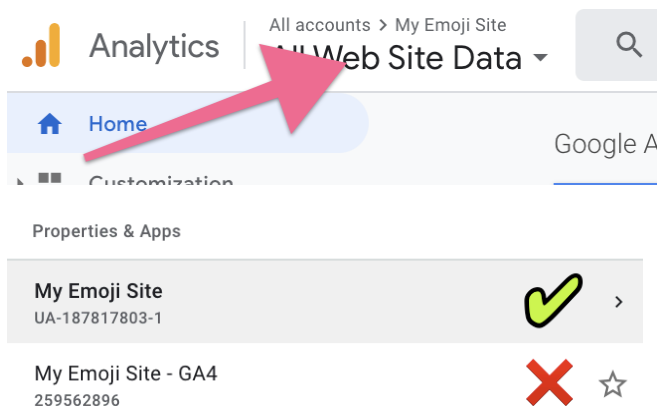 All accounts > My Emoji Site
Analytics
All Web Site Data
Home
Google A
Customization
Properties & Apps
My Emoji Site
UA-187817803-1
My Emoji Site - GA4
259562896